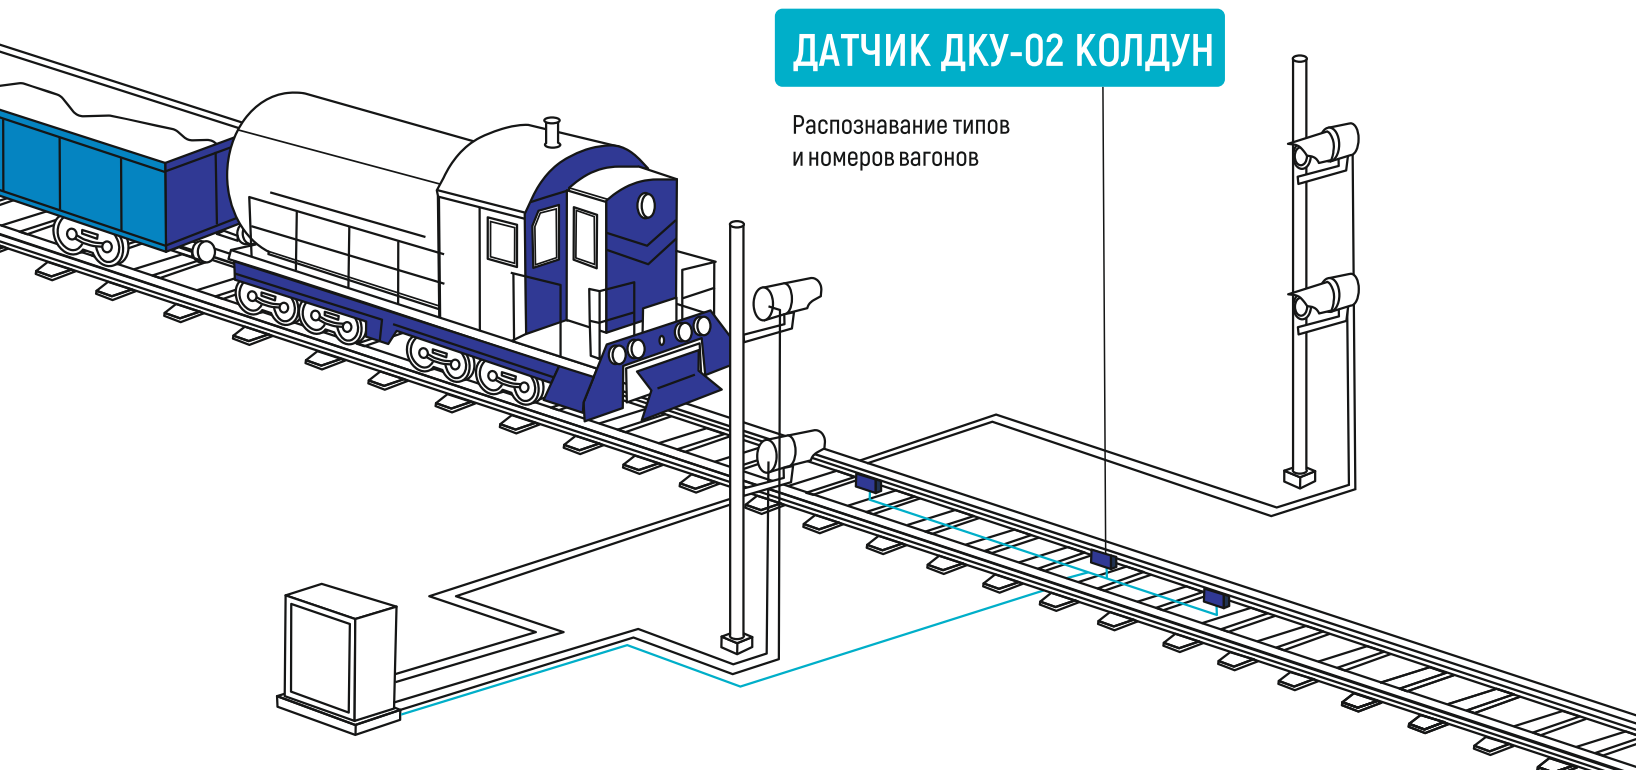 ДАТЧИК ДКУ-02 КОЛДУН
Распознавание типов
и номеров вагонов